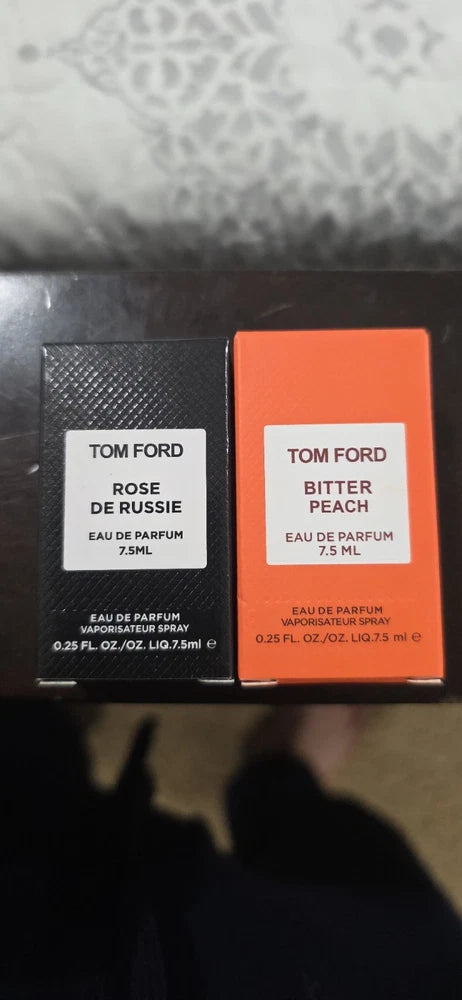 TOM FORD
ROSE
DE RUSSIE
EAU DE PARFUM
7.5ML
EAU DE PARFUM
VAPORISATEUR SPRAY
0.25 FL. OZ./OZ. LIQ.7.5ml e
TOM FORD
BITTER
PEACH
EAU DE PARFUM
7.5 ML
EAU DE PARFUM
VAPORISATEUR SPRAY
0.25 FL. OZ./OZ. LIQ.7.5 ml e